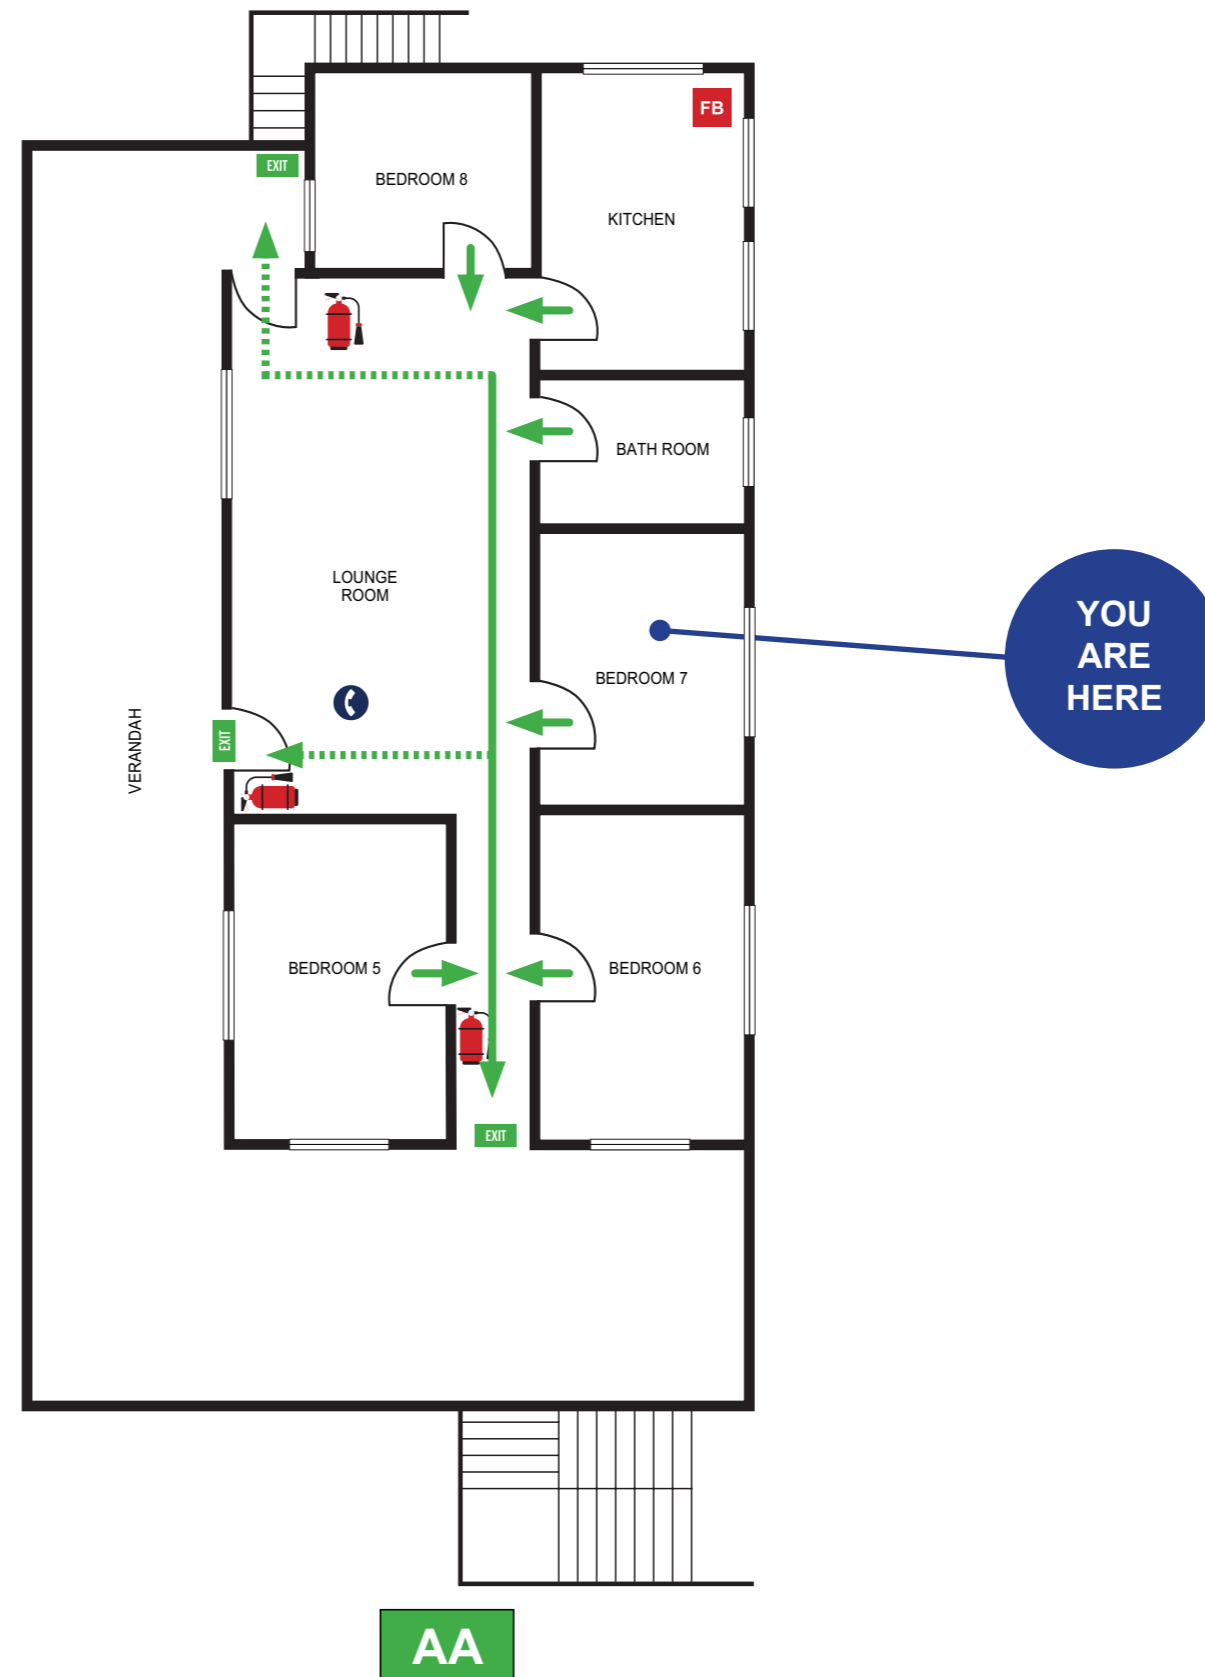 FB
EXIT
BEDROOM 8
KITCHEN
BATH ROOM
LOUNGE
ROOM
YOU
ARE
HERE
BEDROOM 7
EXIT
VERANDAH
BEDROOM 5
BEDROOM 6
EXIT
AA